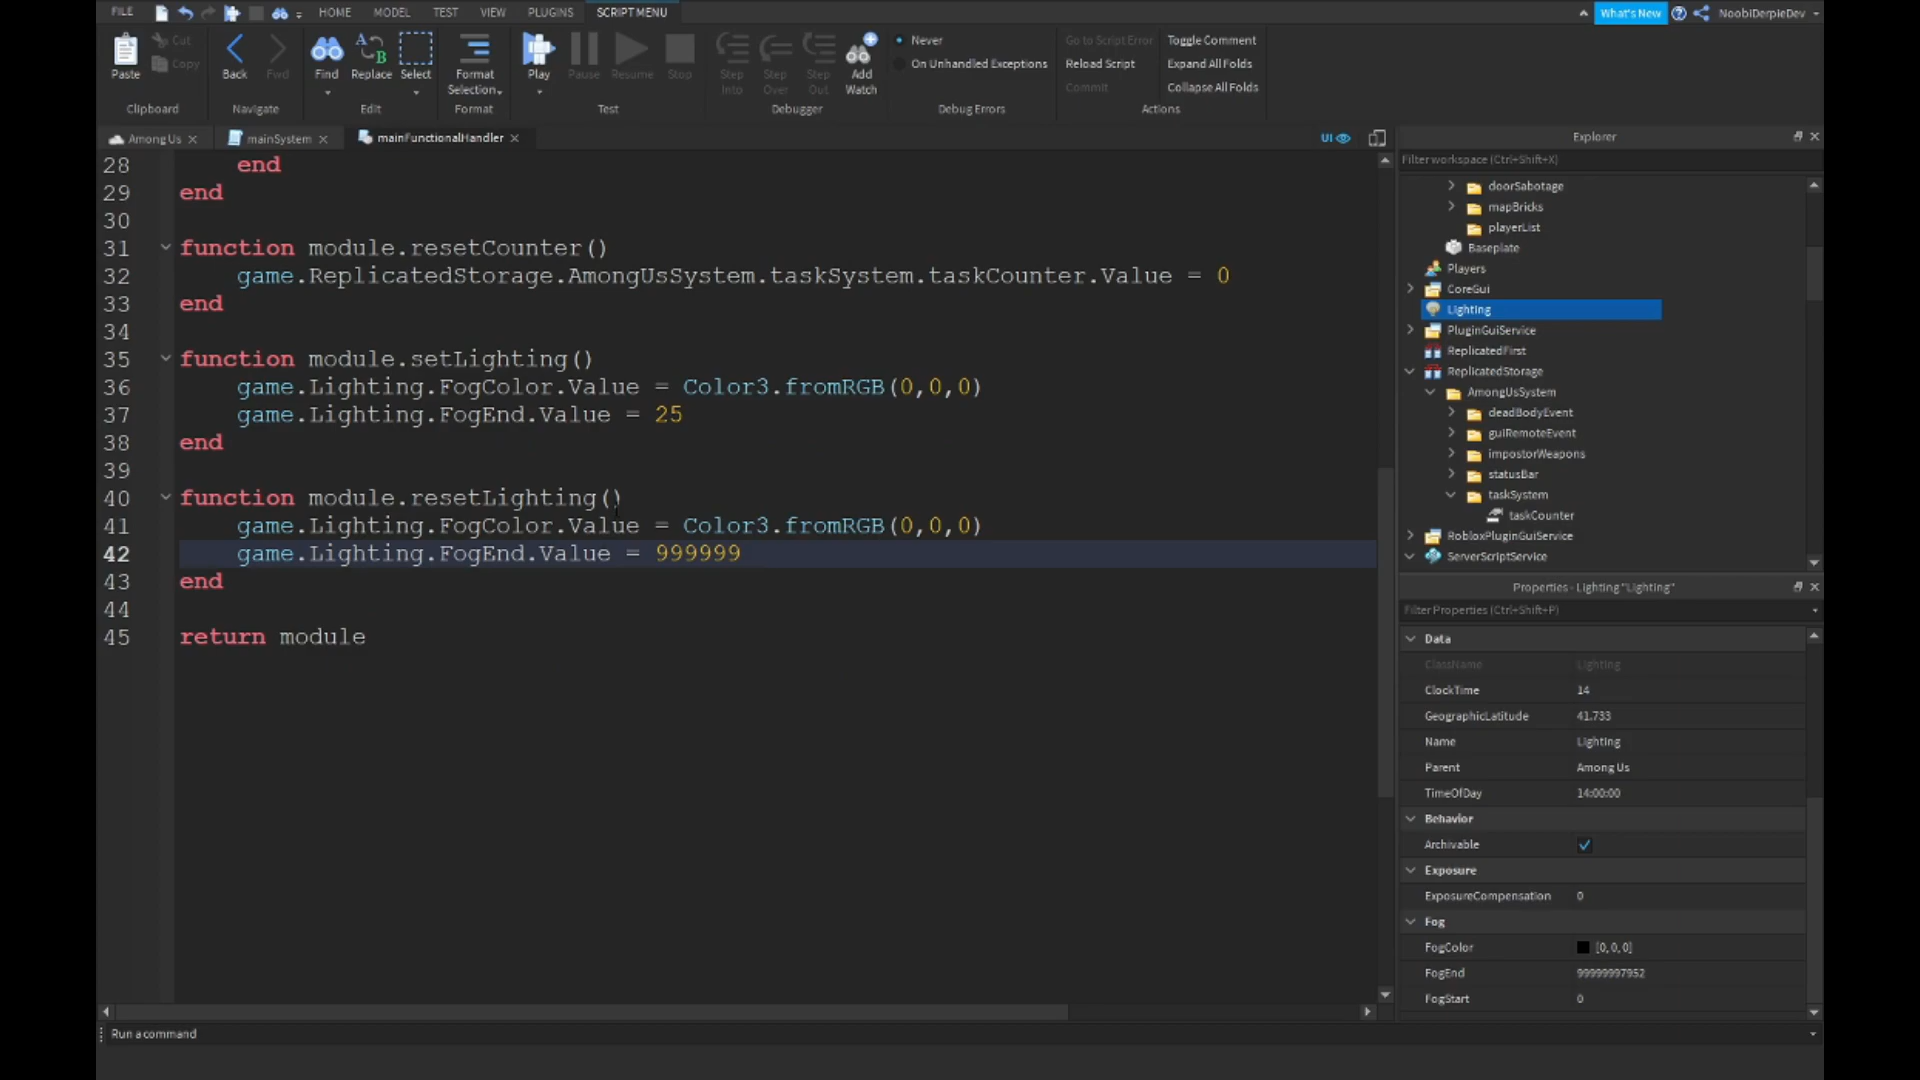 FILE HOME MODEL TEST VIEW PLUGINS SCRIPT MENU What's New NoobiDerpieDev
Paste Cut Copy Clipboard
Back Fwd Navigate
Find Replace Select Edit
Format Selection Format
Play Pause Resume Stop Test
Step Into Step Over Step Out Add Watch Debugger
Never
On Unhandled Exceptions
Debug Errors
Go to Script Error Toggle Comment
Reload Script Expand All Folds
Commit Collapse All Folds
Actions
Among Us mainSystem mainFunctionalHandler UI
28 end
29 end
30
31 function module.resetCounter()
32 game.ReplicatedStorage.AmongUsSystem.taskSystem.taskCounter.Value = 0
33 end
34
35 function module.setLighting()
36 game.Lighting.FogColor.Value = Color3.fromRGB(0,0,0)
37 game.Lighting.FogEnd.Value = 25
38 end
39
40 function module.resetLighting()
41 game.Lighting.FogColor.Value = Color3.fromRGB(0,0,0)
42 game.Lighting.FogEnd.Value = 999999
43 end
44
45 return module
Run a command
Explorer
Filter workspace (Ctrl+Shift+X)
doorSabotage
mapBricks
playerList
Baseplate
Players
CoreGui
Lighting
PluginGuiService
ReplicatedFirst
ReplicatedStorage
AmongUsSystem
deadBodyEvent
guiRemoteEvent
impostorWeapons
statusBar
taskSystem
taskCounter
RobloxPluginGuiService
ServerScriptService
Properties - Lighting "Lighting"
Filter Properties (Ctrl+Shift+P)
Data
ClassName Lighting
ClockTime 14
GeographicLatitude 41.733
Name Lighting
Parent Among Us
TimeOfDay 14:00:00
Behavior
Archivable
Exposure
ExposureCompensation 0
Fog
FogColor [0, 0, 0]
FogEnd 99999997952
FogStart 0